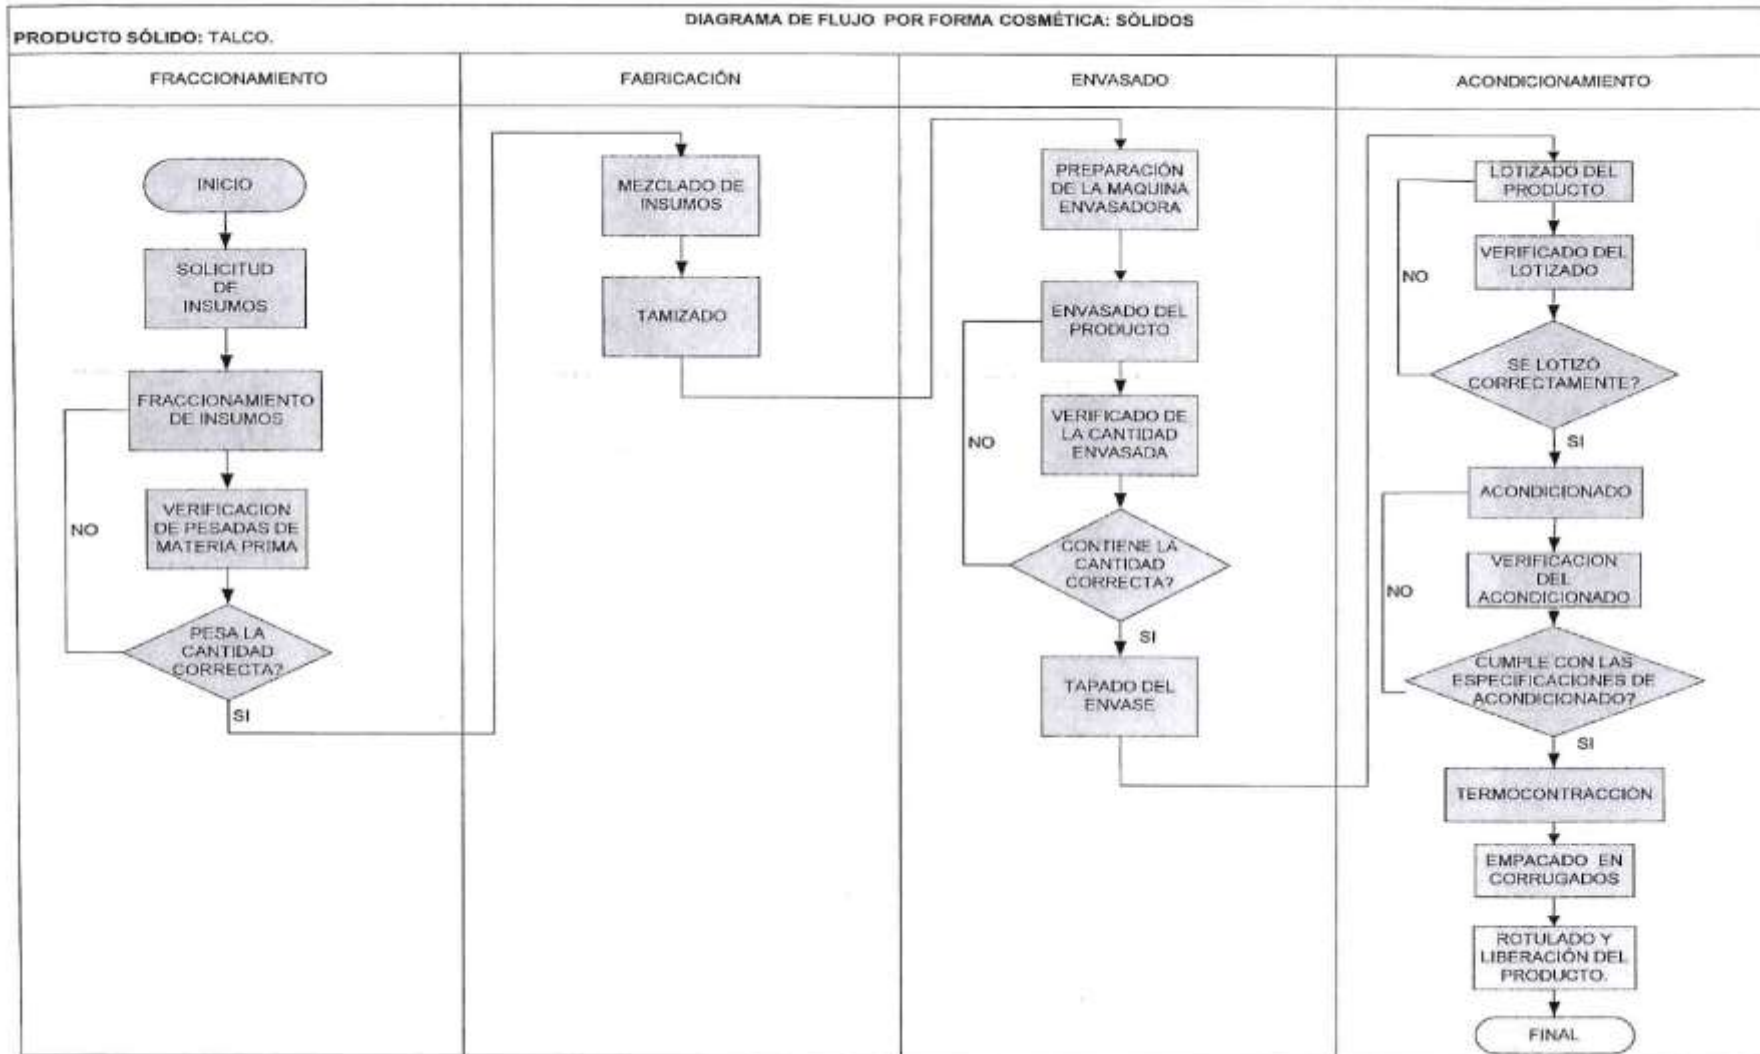 DIAGRAMA DE FLUJO POR FORMA COSMÉTICA: SÓLIDOS
PRODUCTO SÓLIDO: TALCO.
FRACCIONAMIENTO
FABRICACIÓN
ENVASADO
ACONDICIONAMIENTO
INICIO
SOLICITUD
DE
INSUMOS
FRACCIONAMIENTO
DE INSUMOS
NO
VERIFICACION
DE PESADAS DE
MATERIA PRIMA
PESA LA
CANTIDAD
CORRECTA?
SI
MEZCLADO DE
INSUMOS
TAMIZADO
PREPARACIÓN
DE LA MAQUINA
ENVASADORA
ENVASADO DEL
PRODUCTO
NO
VERIFICADO DE
LA CANTIDAD
ENVASADA
CONTIENE LA
CANTIDAD
CORRECTA?
SI
TAPADO DEL
ENVASE
LOTIZADO DEL
PRODUCTO
NO
VERIFICADO DEL
LOTIZADO
SE LOTIZÓ
CORRECTAMENTE?
SI
ACONDICIONADO
NO
VERIFICACION
DEL
ACONDICIONADO
CUMPLE CON LAS
ESPECIFICACIONES DE
ACONDICIONADO?
SI
TERMOCONTRACCIÓN
EMPACADO EN
CORRUGADOS
ROTULADO Y
LIBERACIÓN DEL
PRODUCTO.
FINAL